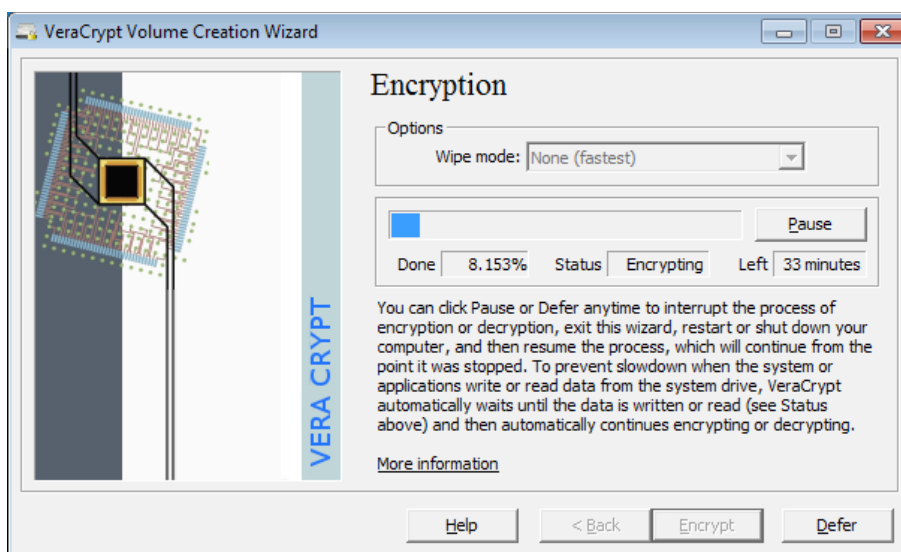 VeraCrypt Volume Creation Wizard
Encryption
Options
Wipe mode: None (fastest)
Pause
Done 8.153% Status Encrypting Left 33 minutes
You can click Pause or Defer anytime to interrupt the process of
encryption or decryption, exit this wizard, restart or shut down your
computer, and then resume the process, which will continue from the
point it was stopped. To prevent slowdown when the system or
applications write or read data from the system drive, VeraCrypt
automatically waits until the data is written or read (see Status
above) and then automatically continues encrypting or decrypting.
More information
VERA CRYPT
Help < Back Encrypt Defer